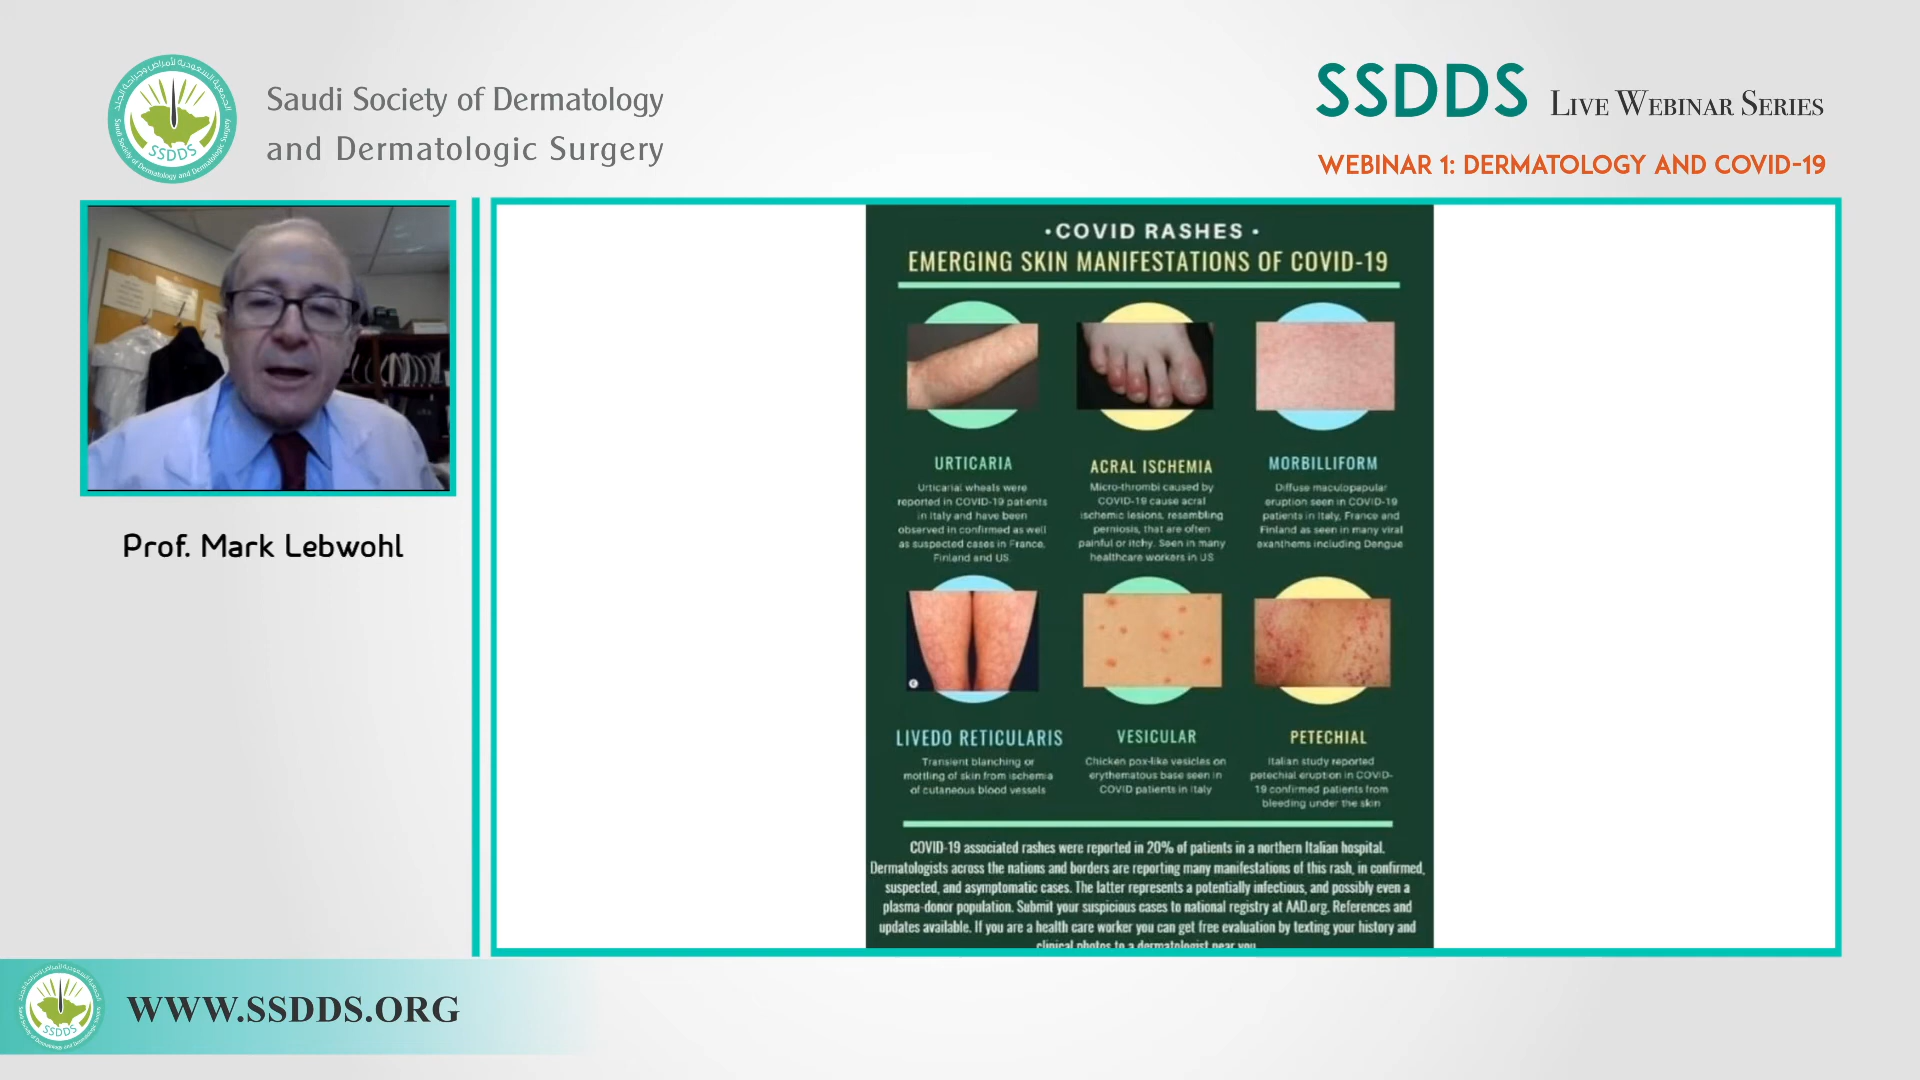 Saudi Society of Dermatology
and Dermatologic Surgery
SSDDS
SSDDS LIVE WEBINAR SERIES
WEBINAR 1: DERMATOLOGY AND COVID-19
Prof. Mark Lebwohl
•COVID RASHES •
EMERGING SKIN MANIFESTATIONS OF COVID-19
URTICARIA
Urticarial wheals were
reported in COVID-19 patients
in Italy and have been
observed in confirmed as well
as suspected cases in France,
Finland and US.
ACRAL ISCHEMIA
Micro-thrombi caused by
COVID-19 cause acral
ischemic lesions, resembling
perniosis, that are often
painful or itchy. Seen in many
healthcare workers in US
MORBILLIFORM
Diffuse maculopapular
eruption seen in COVID-19
patients in Italy, France and
Finland as seen in many viral
exanthems including Dengue
LIVEDO RETICULARIS
Transient blanching or
mottling of skin from ischemia
of cutaneous blood vessels
VESICULAR
Chicken pox-like vesicles on
erythematous base seen in
COVID patients in Italy
PETECHIAL
Italian study reported
petechial eruption in COVID-
19 confirmed patients from
bleeding under the skin
COVID-19 associated rashes were reported in 20% of patients in a northern Italian hospital.
Dermatologists across the nations and borders are reporting many manifestations of this rash, in confirmed,
suspected, and asymptomatic cases. The latter represents a potentially infectious, and possibly even a
plasma-donor population. Submit your suspicious cases to national registry at AAD.org. References and
updates available. If you are a health care worker you can get free evaluation by texting your history and
clinical photos to a dermatologist near you
SSDDS
WWW.SSDDS.ORG